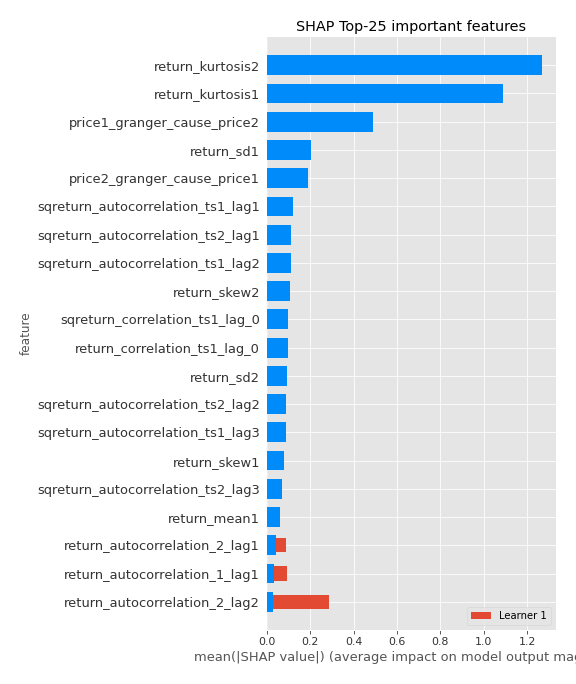 SHAP Top-25 important features
return_kurtosis2
return_kurtosis1
price1_granger_cause_price2
return_sd1
price2_granger_cause_price1
sqreturn_autocorrelation_ts1_lag1
sqreturn_autocorrelation_ts2_lag1
sqreturn_autocorrelation_ts1_lag2
return_skew2
sqreturn_correlation_ts1_lag_0
return_correlation_ts1_lag_0
return_sd2
sqreturn_autocorrelation_ts2_lag2
sqreturn_autocorrelation_ts1_lag3
return_skew1
sqreturn_autocorrelation_ts2_lag3
return_mean1
return_autocorrelation_2_lag1
return_autocorrelation_1_lag1
return_autocorrelation_2_lag2
feature
Learner 1
0.0 0.2 0.4 0.6 0.8 1.0 1.2
mean(|SHAP value|) (average impact on model output mag